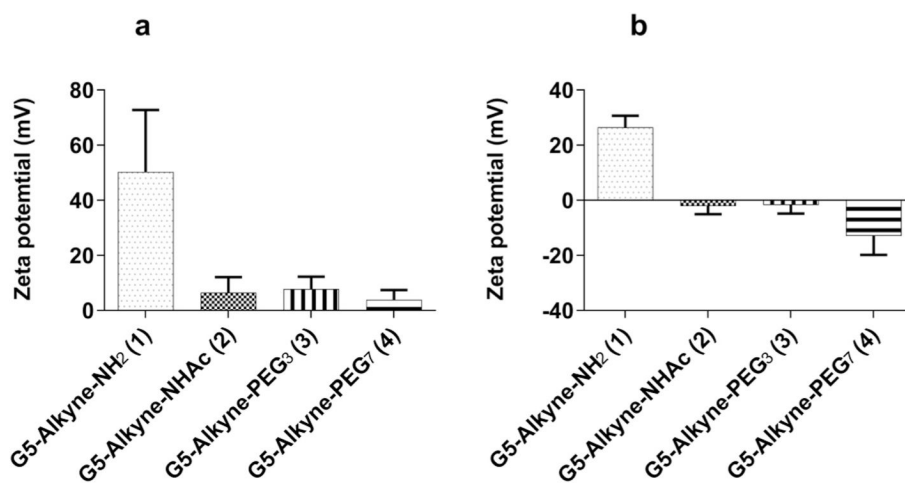 a
Zeta potemtial (mV)
80
60
40
20
0
G5-Alkyne-NH₂ (1)
G5-Alkyne-NHAc (2)
G5-Alkyne-PEG₃ (3)
G5-Alkyne-PEG₇ (4)
b
Zeta potemtial (mV)
40
20
0
-20
-40
G5-Alkyne-NH₂ (1)
G5-Alkyne-NHAc (2)
G5-Alkyne-PEG₃ (3)
G5-Alkyne-PEG₇ (4)